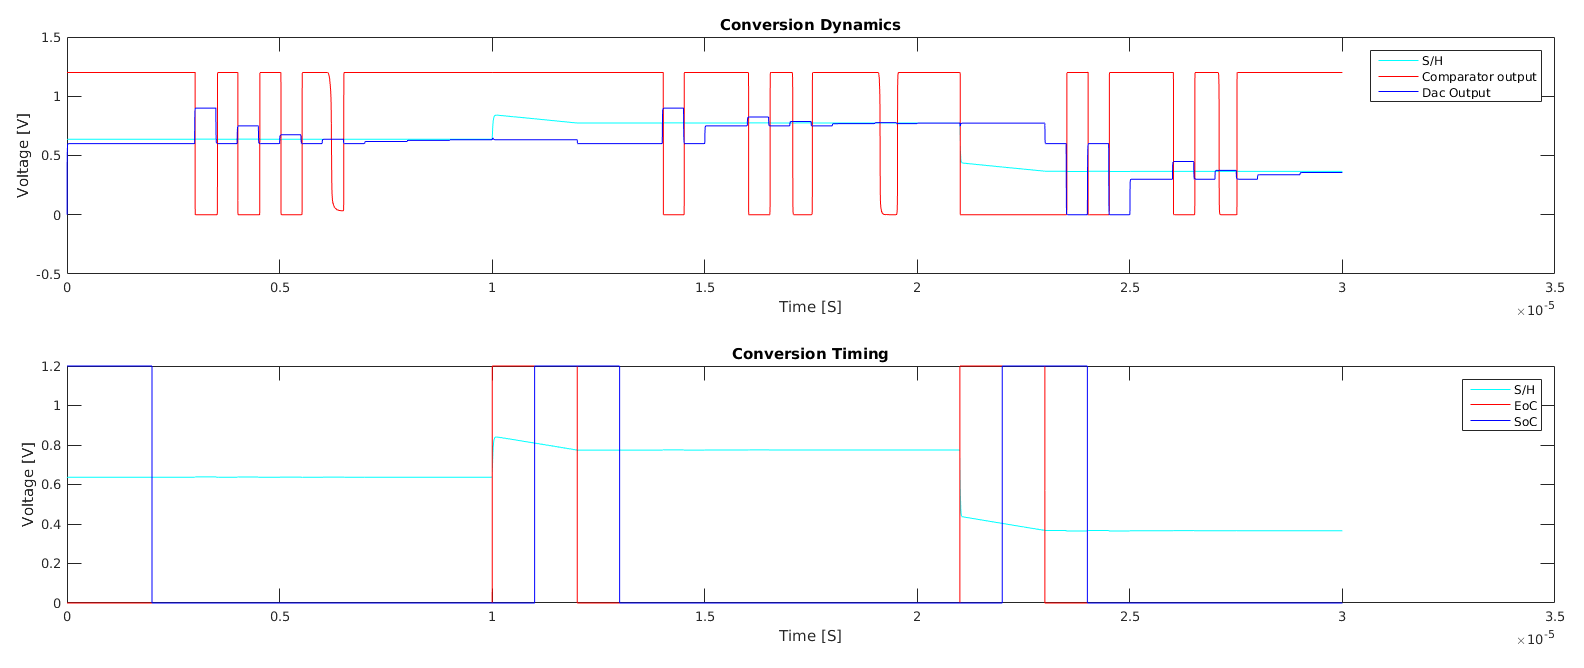 Conversion Dynamics
1.5
1
0.5
0
-0.5
Voltage [V]
S/H
Comparator output
Dac Output
0 0.5 1 1.5 2 2.5 3 3.5
Time [S]
×10-5
Conversion Timing
1.2
1
0.8
0.6
0.4
0.2
0
Voltage [V]
S/H
EoC
SoC
0 0.5 1 1.5 2 2.5 3 3.5
Time [S]
×10-5